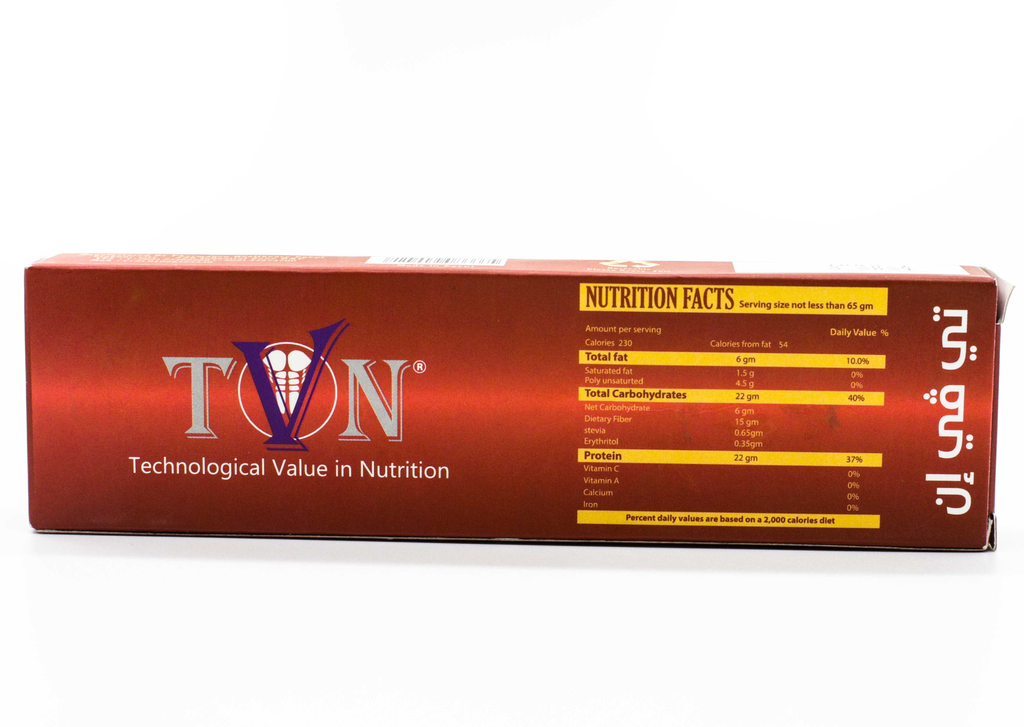 TVN®
Technological Value in Nutrition
NUTRITION FACTS Serving size not less than 65 gm
Amount per serving Daily Value %
Calories 230 Calories from fat 54
Total fat 6 gm 10.0%
Saturated fat 1.5 g 0%
Poly unsaturted 4.5 g 0%
Total Carbohydrates 22 gm 40%
Net Carbohydrate 6 gm
Dietary Fiber 15 gm
stevia 0.65gm
Erythritol 0.35gm
Protein 22 gm 37%
Vitamin C 0%
Vitamin A 0%
Calcium 0%
Iron 0%
Percent daily values are based on a 2,000 calories diet
تي في إن